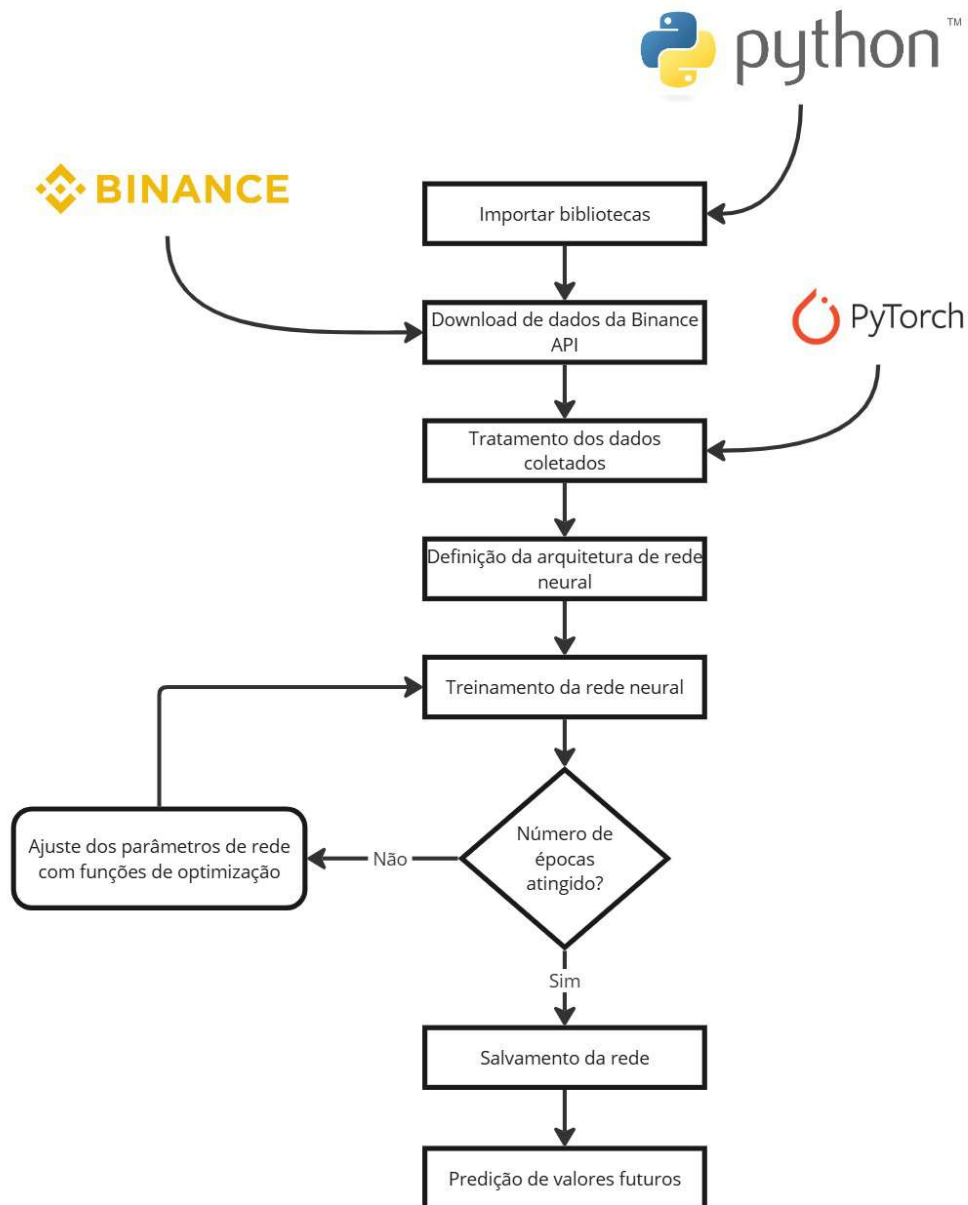 python™
BINANCE
Importar bibliotecas
Download de dados da Binance
API
PyTorch
Tratamento dos dados
coletados
Definição da arquitetura de rede
neural
Treinamento da rede neural
Número de
épocas
atingido?
Não
Ajuste dos parâmetros de rede
com funções de optimização
Sim
Salvamento da rede
Predição de valores futuros